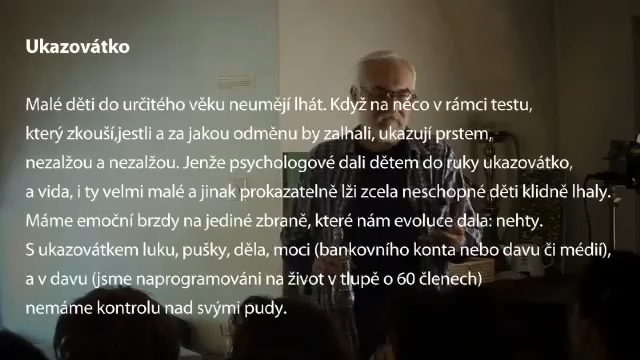 Ukazovátko
Malé děti do určitého věku neumějí lhát. Když na něco v rámci testu,
který zkouší,jestli a za jakou odměnu by zalhali, ukazují prstem,
nezalžou a nezalžou. Jenže psychologové dali dětem do ruky ukazovátko,
a vida, i ty velmi malé a jinak prokazatelně lži zcela neschopné děti klidně lhaly.
Máme emoční brzdy na jediné zbraně, které nám evoluce dala: nehty.
S ukazovátkem luku, pušky, děla, moci (bankovního konta nebo davu či médií),
a v davu (jsme naprogramováni na život v tlupě o 60 členech)
nemáme kontrolu nad svými pudy.